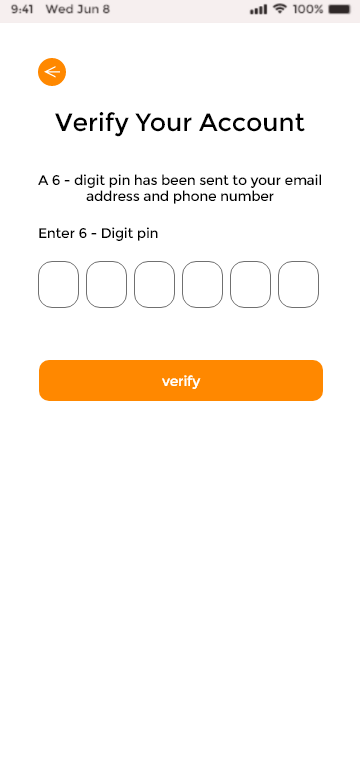 9:41 Wed Jun 8 100%
Verify Your Account
A 6 - digit pin has been sent to your email
address and phone number
Enter 6 - Digit pin
verify